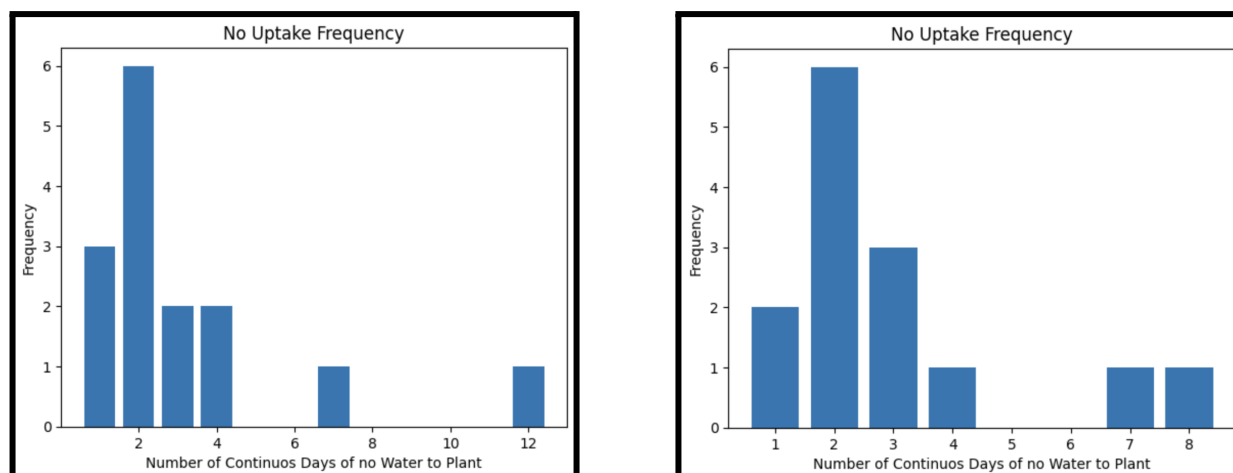 No Uptake Frequency
6
5
4
3
2
1
0
Frequency
2 4 6 8 10 12
Number of Continuos Days of no Water to Plant
No Uptake Frequency
6
5
4
3
2
1
0
Frequency
1 2 3 4 5 6 7 8
Number of Continuos Days of no Water to Plant